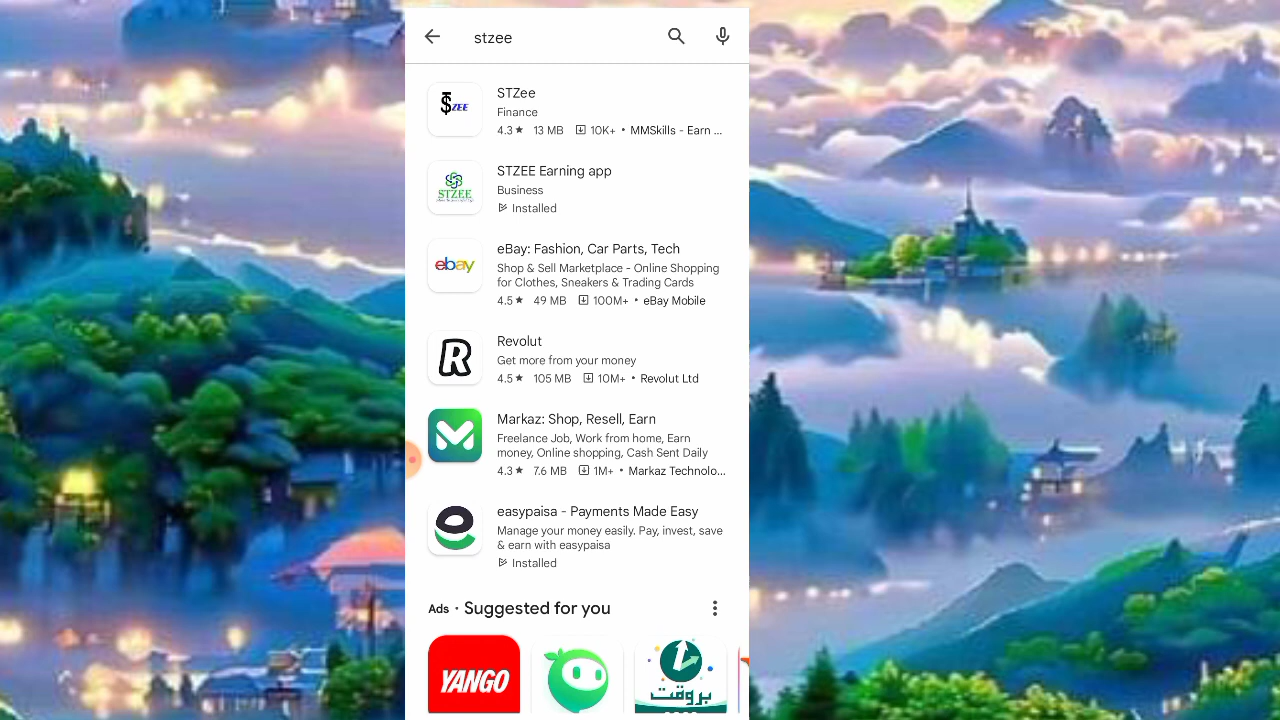 stzee
$ZEE
STZee
Finance
4.3★ 13 MB 10K+ • MMSkills - Earn ...
STZEE
STZEE Earning app
Business
Installed
ebay
eBay: Fashion, Car Parts, Tech
Shop & Sell Marketplace - Online Shopping
for Clothes, Sneakers & Trading Cards
4.5★ 49 MB 100M+ • eBay Mobile
R
Revolut
Get more from your money
4.5★ 105 MB 10M+ • Revolut Ltd
Markaz: Shop, Resell, Earn
Freelance Job, Work from home, Earn
money, Online shopping, Cash Sent Daily
4.3★ 7.6 MB 1M+ • Markaz Technolo...
easypaisa - Payments Made Easy
Manage your money easily. Pay, invest, save
& earn with easypaisa
Installed
Ads • Suggested for you
YANGO
بروقت